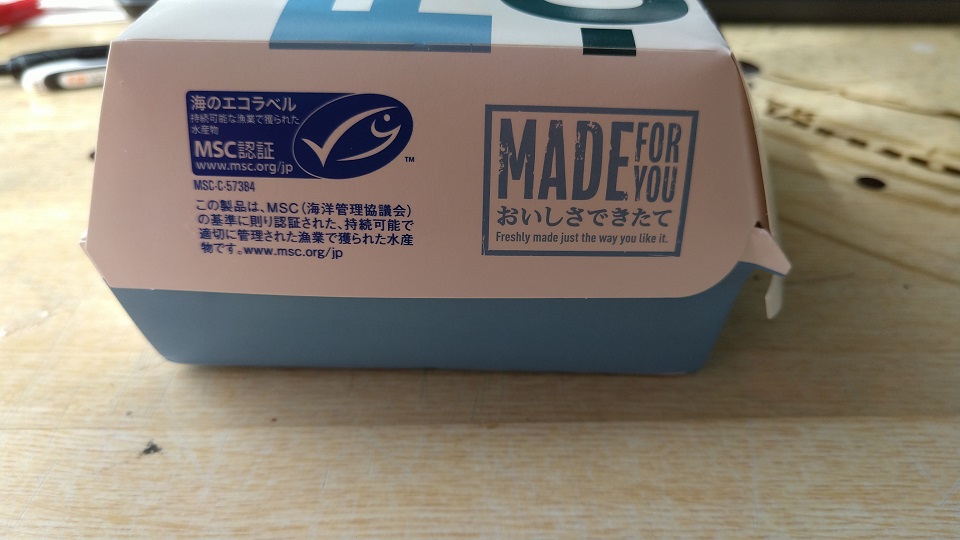 海のエコラベル
持続可能な漁業で獲られた
水産物
MSC認証
www.msc.org/jp
TM
MSC-C-57384
この製品は、MSC（海洋管理協議会）
の基準に則り認証された、持続可能で
適切に管理された漁業で獲られた水産
物です。www.msc.org/jp
MADE FOR YOU
おいしさできたて
Freshly made just the way you like it.